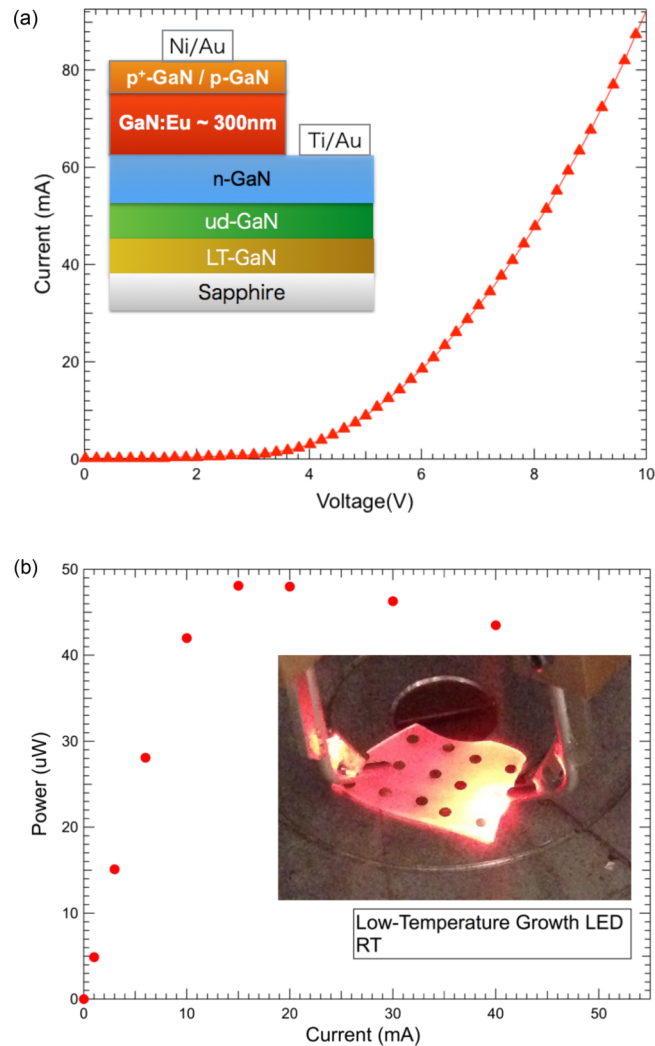 (a)
Ni/Au
p⁺-GaN / p-GaN
GaN:Eu ~ 300nm
Ti/Au
n-GaN
ud-GaN
LT-GaN
Sapphire
Current (mA)
80
60
40
20
0
0 2 4 6 8 10
Voltage(V)
(b)
Power (uW)
50
40
30
20
10
0
Low-Temperature Growth LED
RT
0 10 20 30 40 50
Current (mA)